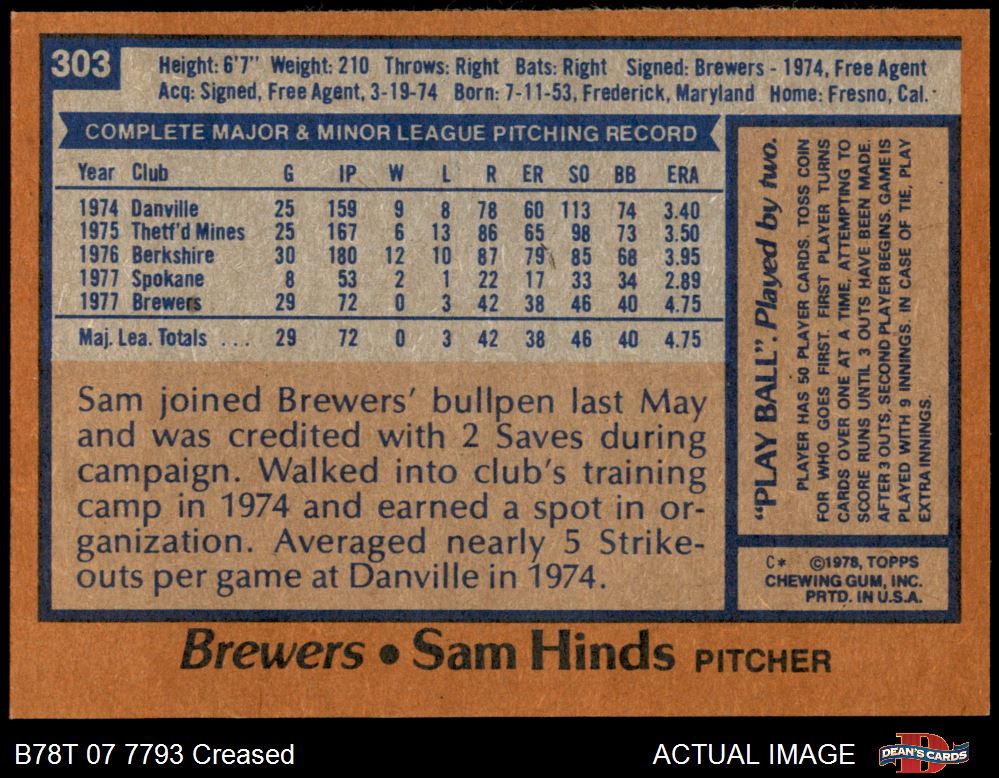 303
Height: 6'7" Weight: 210 Throws: Right Bats: Right Signed: Brewers - 1974, Free Agent
Acq: Signed, Free Agent, 3-19-74 Born: 7-11-53, Frederick, Maryland Home: Fresno, Cal.
COMPLETE MAJOR & MINOR LEAGUE PITCHING RECORD
Year Club G IP W L R ER SO BB ERA
1974 Danville 25 159 9 8 78 60 113 74 3.40
1975 Thetf'd Mines 25 167 6 13 86 65 98 73 3.50
1976 Berkshire 30 180 12 10 87 79 85 68 3.95
1977 Spokane 8 53 2 1 22 17 33 34 2.89
1977 Brewers 29 72 0 3 42 38 46 40 4.75
Maj. Lea. Totals ... 29 72 0 3 42 38 46 40 4.75
Sam joined Brewers' bullpen last May
and was credited with 2 Saves during
campaign. Walked into club's training
camp in 1974 and earned a spot in or-
ganization. Averaged nearly 5 Strike-
outs per game at Danville in 1974.
"PLAY BALL". Played by two.
PLAYER HAS 50 PLAYER CARDS. TOSS COIN
FOR WHO GOES FIRST. FIRST PLAYER TURNS
CARDS OVER ONE AT A TIME, ATTEMPTING TO
SCORE RUNS UNTIL 3 OUTS HAVE BEEN MADE.
AFTER 3 OUTS, SECOND PLAYER BEGINS. GAME IS
PLAYED WITH 9 INNINGS. IN CASE OF TIE, PLAY
EXTRA INNINGS.
C* ©1978, TOPPS
CHEWING GUM, INC.
PRTD. IN U.S.A.
Brewers • Sam Hinds PITCHER
B78T 07 7793 Creased
ACTUAL IMAGE
DEAN'S CARDS